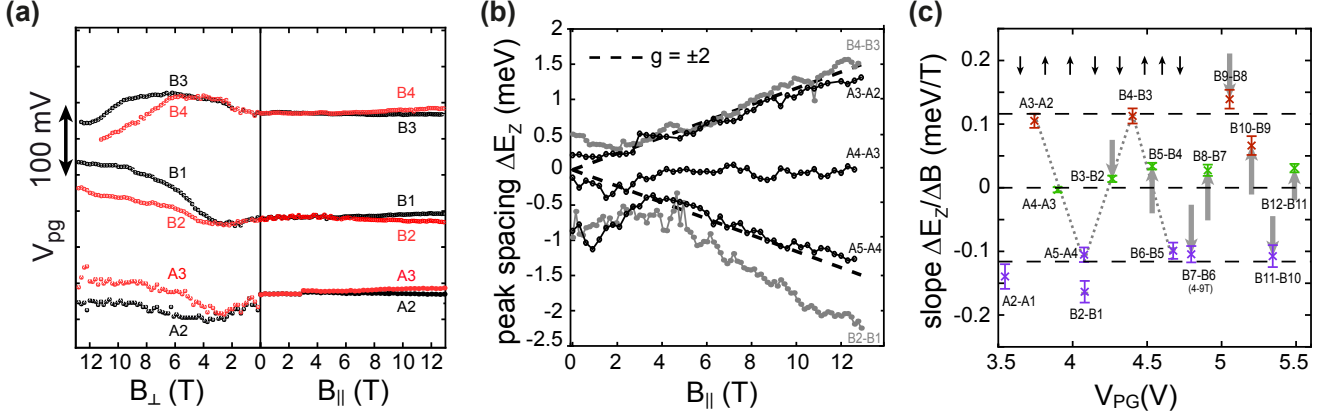 (a)
V_pg
100 mV
B3
B4
B1
B2
A3
A2
B4
B3
B1
B2
A3
A2
12 10 8 6 4 2 0 2 4 6 8 10 12
B_⊥ (T)
B_|| (T)
(b)
peak spacing ΔE_Z (meV)
2
1.5
1
0.5
0
-0.5
-1
-1.5
-2
-2.5
g = ±2
B4-B3
A3-A2
A4-A3
A5-A4
B2-B1
0 2 4 6 8 10 12
B_|| (T)
(c)
slope ΔE_Z/ΔB (meV/T)
0.2
0.1
0
-0.1
-0.2
↓ ↑ ↑ ↓ ↓ ↑ ↑ ↓
B9-B8
A3-A2
B4-B3
B10-B9
B5-B4
B8-B7
B3-B2
A4-A3
B12-B11
A5-A4
B6-B5
B7-B6
(4-9T)
B11-B10
A2-A1
B2-B1
3.5 4 4.5 5 5.5
V_PG(V)